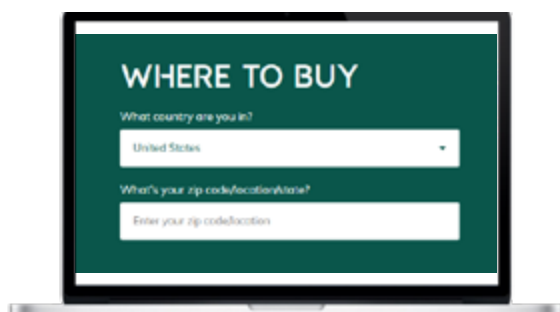 WHERE TO BUY
What country are you in?
United States
What's your zip code/location/state?
Enter your zip code/location